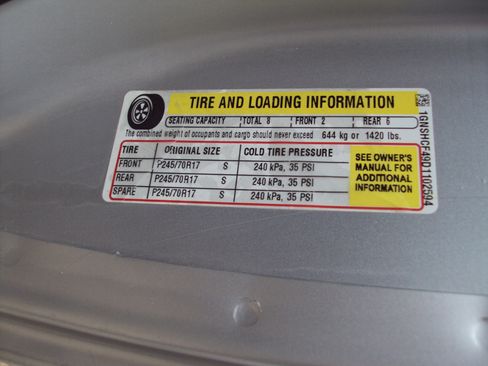 TIRE AND LOADING INFORMATION
SEATING CAPACITY TOTAL 8 FRONT 2 REAR 6
The combined weight of occupants and cargo should never exceed 644 kg or 1420 lbs.
TIRE ORIGINAL SIZE COLD TIRE PRESSURE
FRONT P245/70R17 S 240 kPa, 35 PSI
REAR P245/70R17 S 240 kPa, 35 PSI
SPARE P245/70R17 S 240 kPa, 35 PSI
SEE OWNER'S
MANUAL FOR
ADDITIONAL
INFORMATION